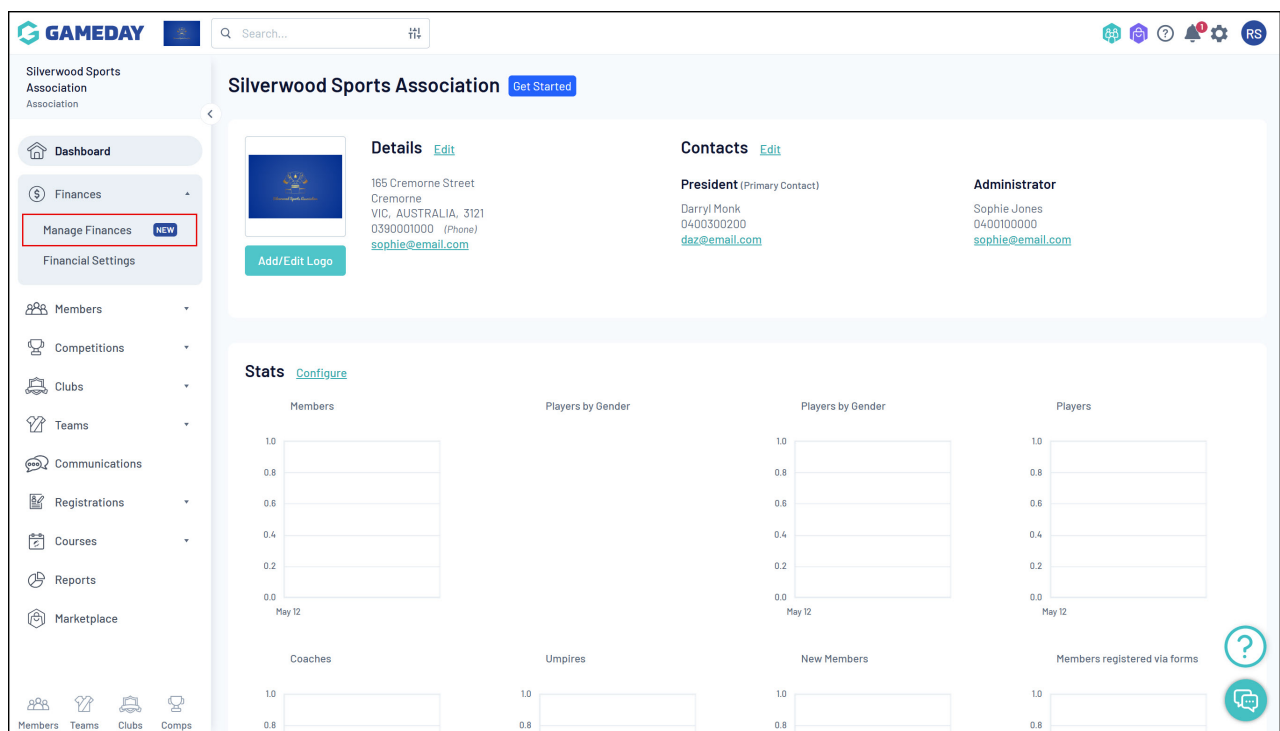 GAMEDAY
Search...
1
RS
Silverwood Sports
Association
Association
Dashboard
Finances
Manage Finances NEW
Financial Settings
Members
Competitions
Clubs
Teams
Communications
Registrations
Courses
Reports
Marketplace
Members Teams Clubs Comps
Silverwood Sports Association Get Started
Add/Edit Logo
Details Edit
165 Cremorne Street
Cremorne
VIC, AUSTRALIA, 3121
0390001000 (Phone)
sophie@email.com
Contacts Edit
President (Primary Contact)
Darryl Monk
0400300200
daz@email.com
Administrator
Sophie Jones
0400100000
sophie@email.com
Stats Configure
Members
1.0
0.8
0.6
0.4
0.2
0.0
May 12
Players by Gender
Players by Gender
1.0
0.8
0.6
0.4
0.2
0.0
May 12
Players
1.0
0.8
0.6
0.4
0.2
0.0
May 12
Coaches
1.0
0.8
Umpires
1.0
0.8
New Members
1.0
0.8
Members registered via forms
1.0
0.8